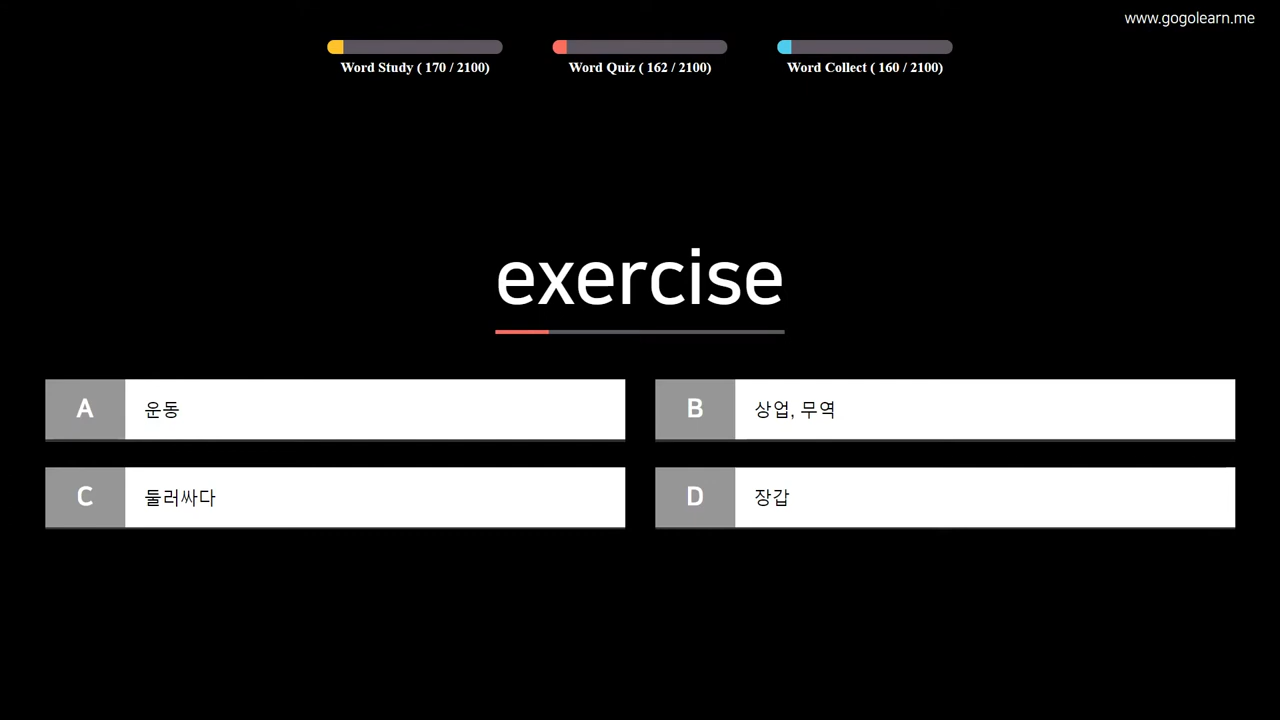 www.gogolearn.me
Word Study ( 170 / 2100)
Word Quiz ( 162 / 2100)
Word Collect ( 160 / 2100)
exercise
A 운동
B 상업, 무역
C 둘러싸다
D 장갑